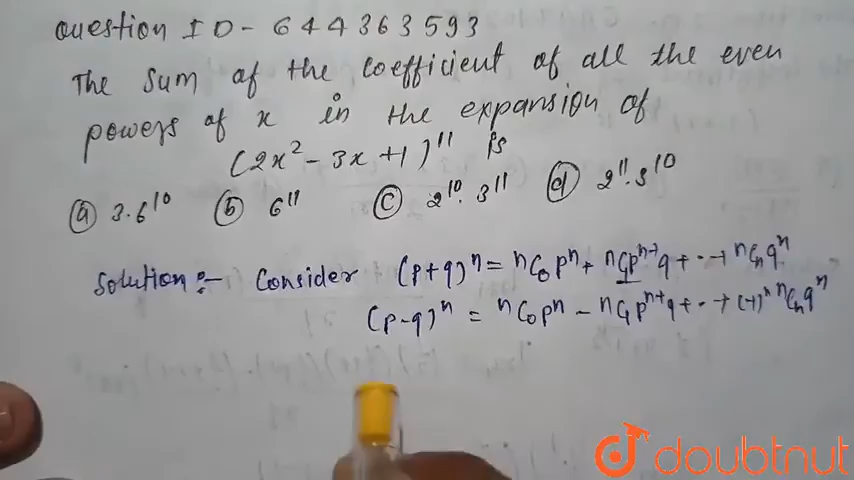 Question ID - 644363593
The sum of the coefficient of all the even
powers of x in the expansion of
(2x² - 3x + 1)¹¹ is
(a) 3·6¹⁰ (b) 6¹¹ (c) 2¹⁰·3¹¹ (d) 2¹¹·3¹⁰
Solution:- Consider (p+q)ⁿ = ⁿC₀pⁿ + ⁿC₁pⁿ⁻¹q + ··· + ⁿCₙqⁿ
(p-q)ⁿ = ⁿC₀pⁿ - ⁿC₁pⁿ⁻¹q + ··· + (-1)ⁿ ⁿCₙqⁿ
doubtnut